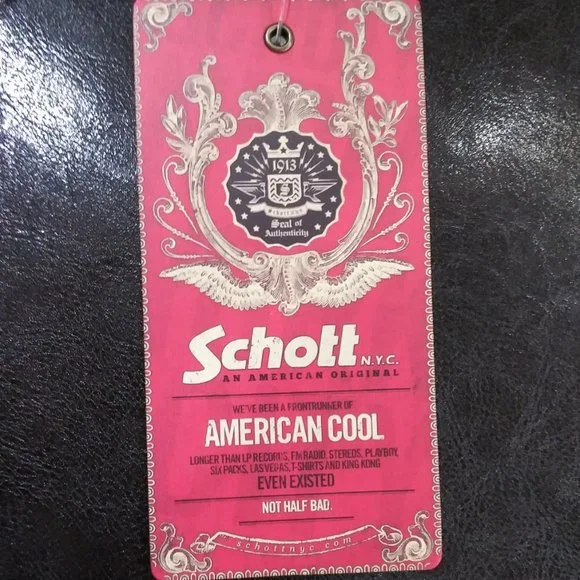 1913
S
Schott NYC
Seal of
Authenticity
Schott N.Y.C.
AN AMERICAN ORIGINAL
WE'VE BEEN A FRONTRUNNER OF
AMERICAN COOL
LONGER THAN LP RECORDS, FM RADIO, STEREOS, PLAYBOY,
SIX PACKS, LAS VEGAS, T-SHIRTS AND KING KONG
EVEN EXISTED
NOT HALF BAD.
schottnyc.com